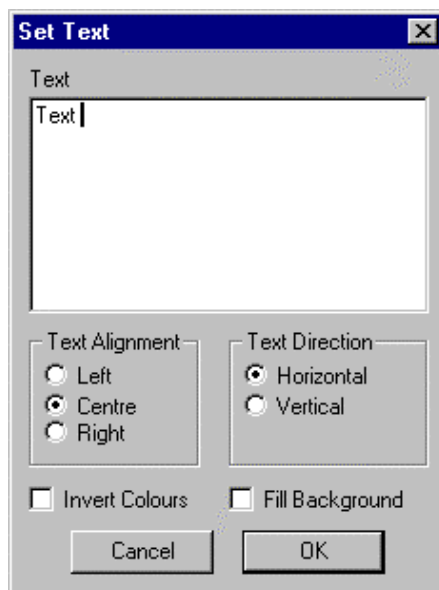 Set Text
Text
Text
Text Alignment
Left
Centre
Right
Text Direction
Horizontal
Vertical
Invert Colours
Fill Background
Cancel
OK